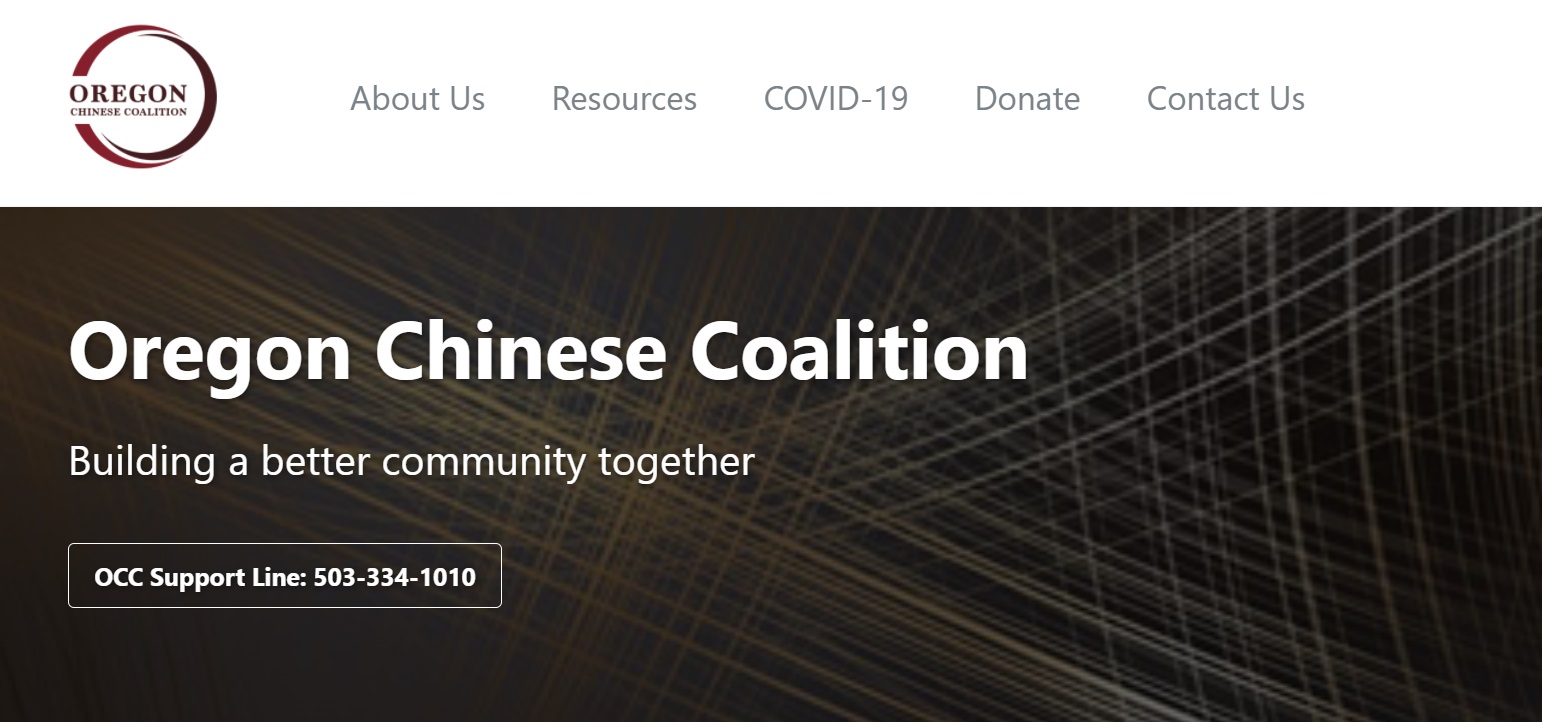 OREGON
CHINESE COALITION
About Us Resources COVID-19 Donate Contact Us
Oregon Chinese Coalition
Building a better community together
OCC Support Line: 503-334-1010